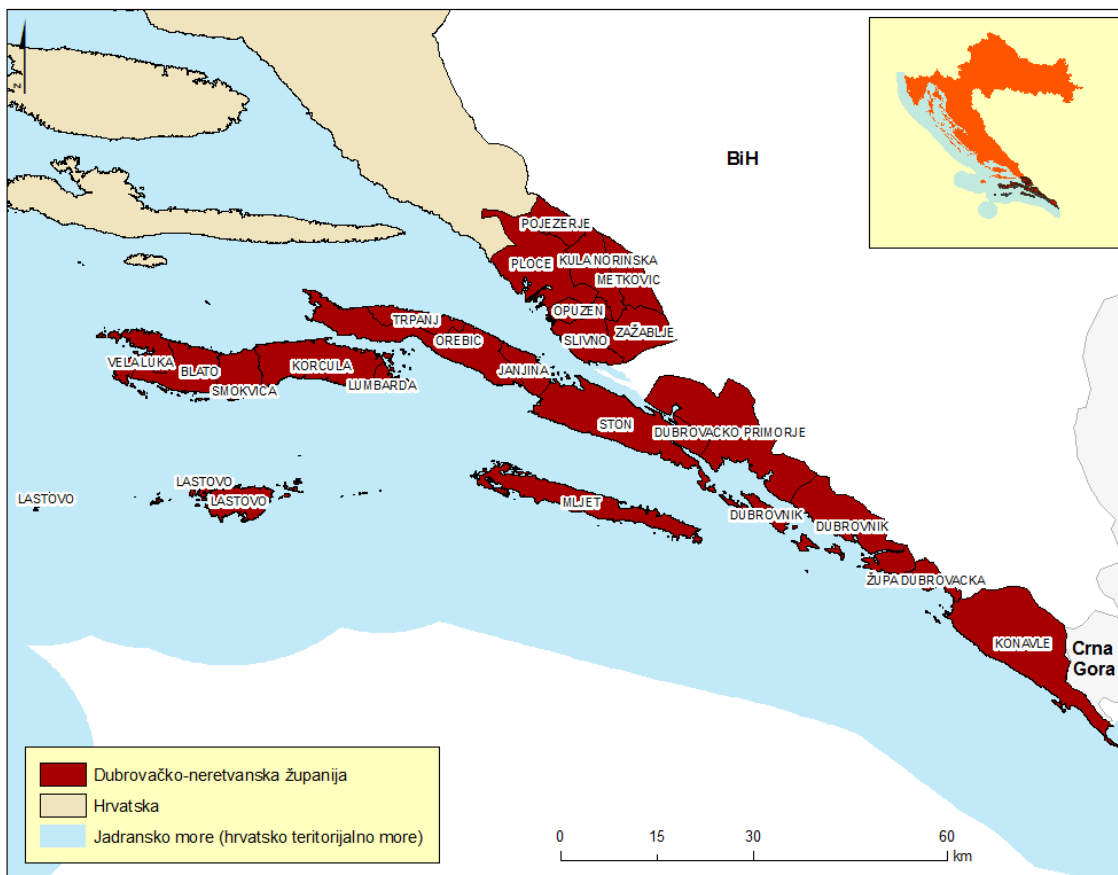 N
BiH
POJEZERJE
PLOCE
KULA NORINSKA
METKOVIC
OPUZEN
SLIVNO
ZAŽABLJE
TRPANJ
OREBIC
JANJINA
VELA LUKA
BLATO
SMOKVICA
KORCULA
LUMBARDA
STON
DUBROVACKO PRIMORJE
LASTOVO
LASTOVO
LASTOVO
MLJET
DUBROVNIK
DUBROVNIK
ŽUPA DUBROVACKA
KONAVLE
Crna
Gora
Dubrovačko-neretvanska županija
Hrvatska
Jadransko more (hrvatsko teritorijalno more)
0 15 30 60
km